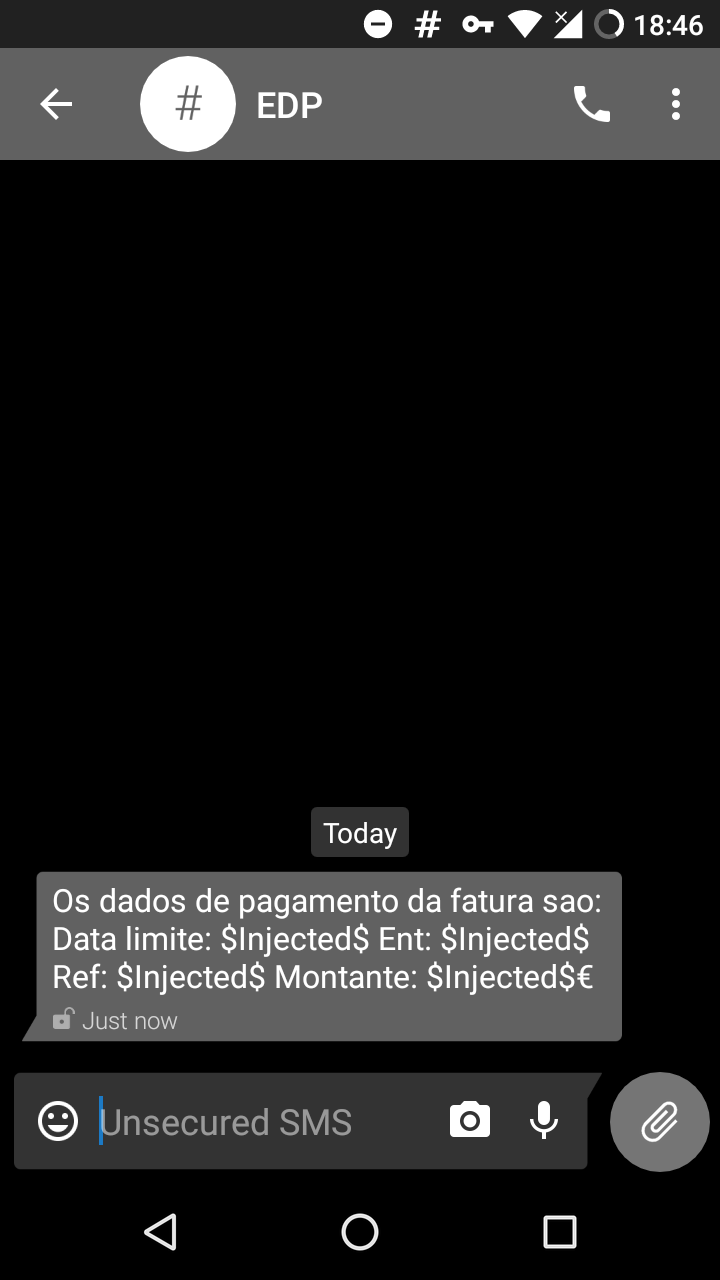 # 18:46
# EDP
Today
Os dados de pagamento da fatura sao:
Data limite: $Injected$ Ent: $Injected$
Ref: $Injected$ Montante: $Injected$€
Just now
Unsecured SMS